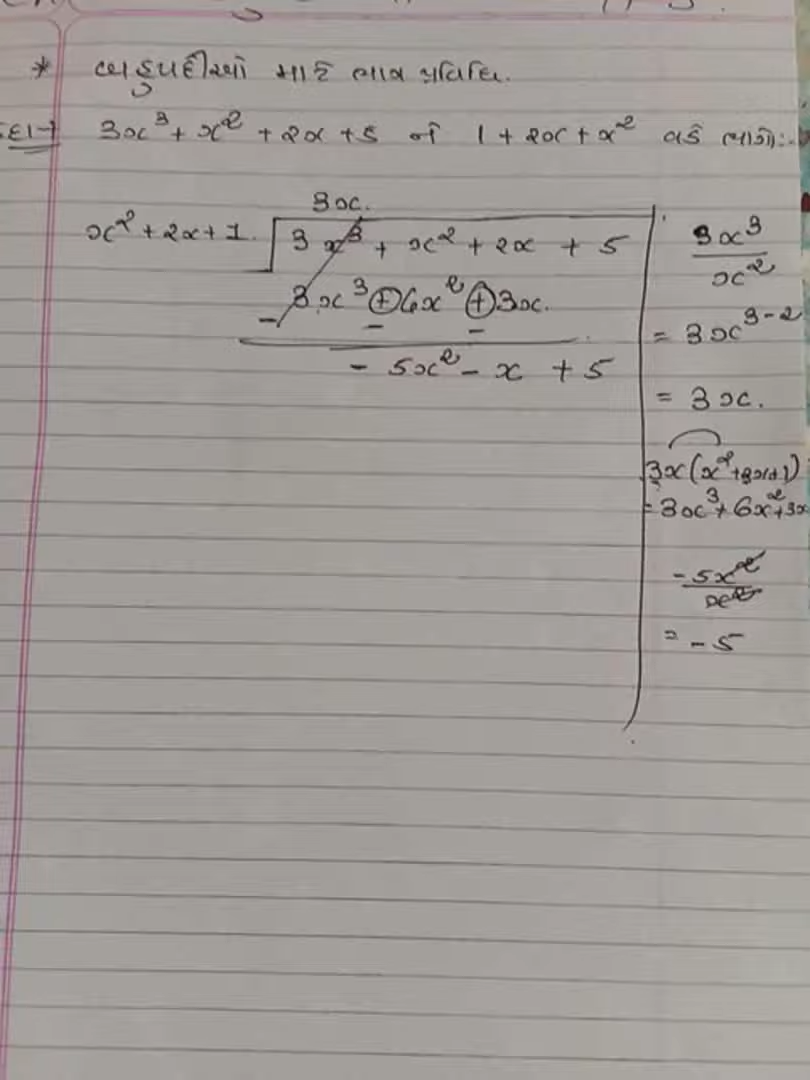 * બહુપદીઓ માટે ભાગ પ્રવિધિ.
3x³ + x² + 2x + 5 ને 1 + 2x + x² વડે ભાગો:-
3x.
x² + 2x + 1. 3x³ + x² + 2x + 5
3x³ + 6x² + 3x.
- - -
- 5x² - x + 5
3x³
x²
= 3x³⁻²
= 3x.
3x(x²+2x+1)
= 3x³ + 6x² + 3x
-5x²
x²
= -5